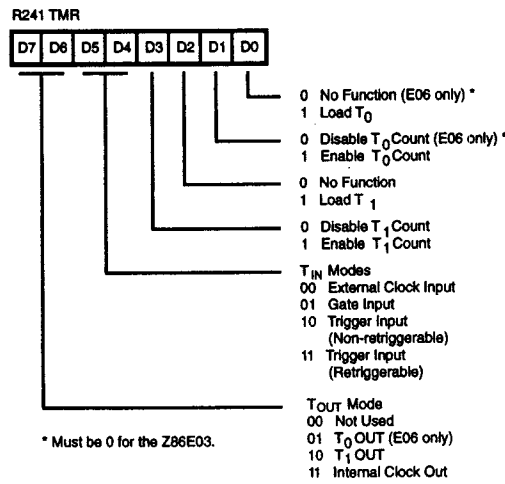 R241 TMR
D7 D6 D5 D4 D3 D2 D1 D0
0 No Function (E06 only) *
1 Load T0
0 Disable T0 Count (E06 only) *
1 Enable T0 Count
0 No Function
1 Load T 1
0 Disable T1 Count
1 Enable T1 Count
TIN Modes
00 External Clock Input
01 Gate Input
10 Trigger Input
(Non-retriggerable)
11 Trigger Input
(Retriggerable)
TOUT Mode
00 Not Used
01 T0 OUT (E06 only)
10 T1 OUT
11 Internal Clock Out
* Must be 0 for the Z86E03.